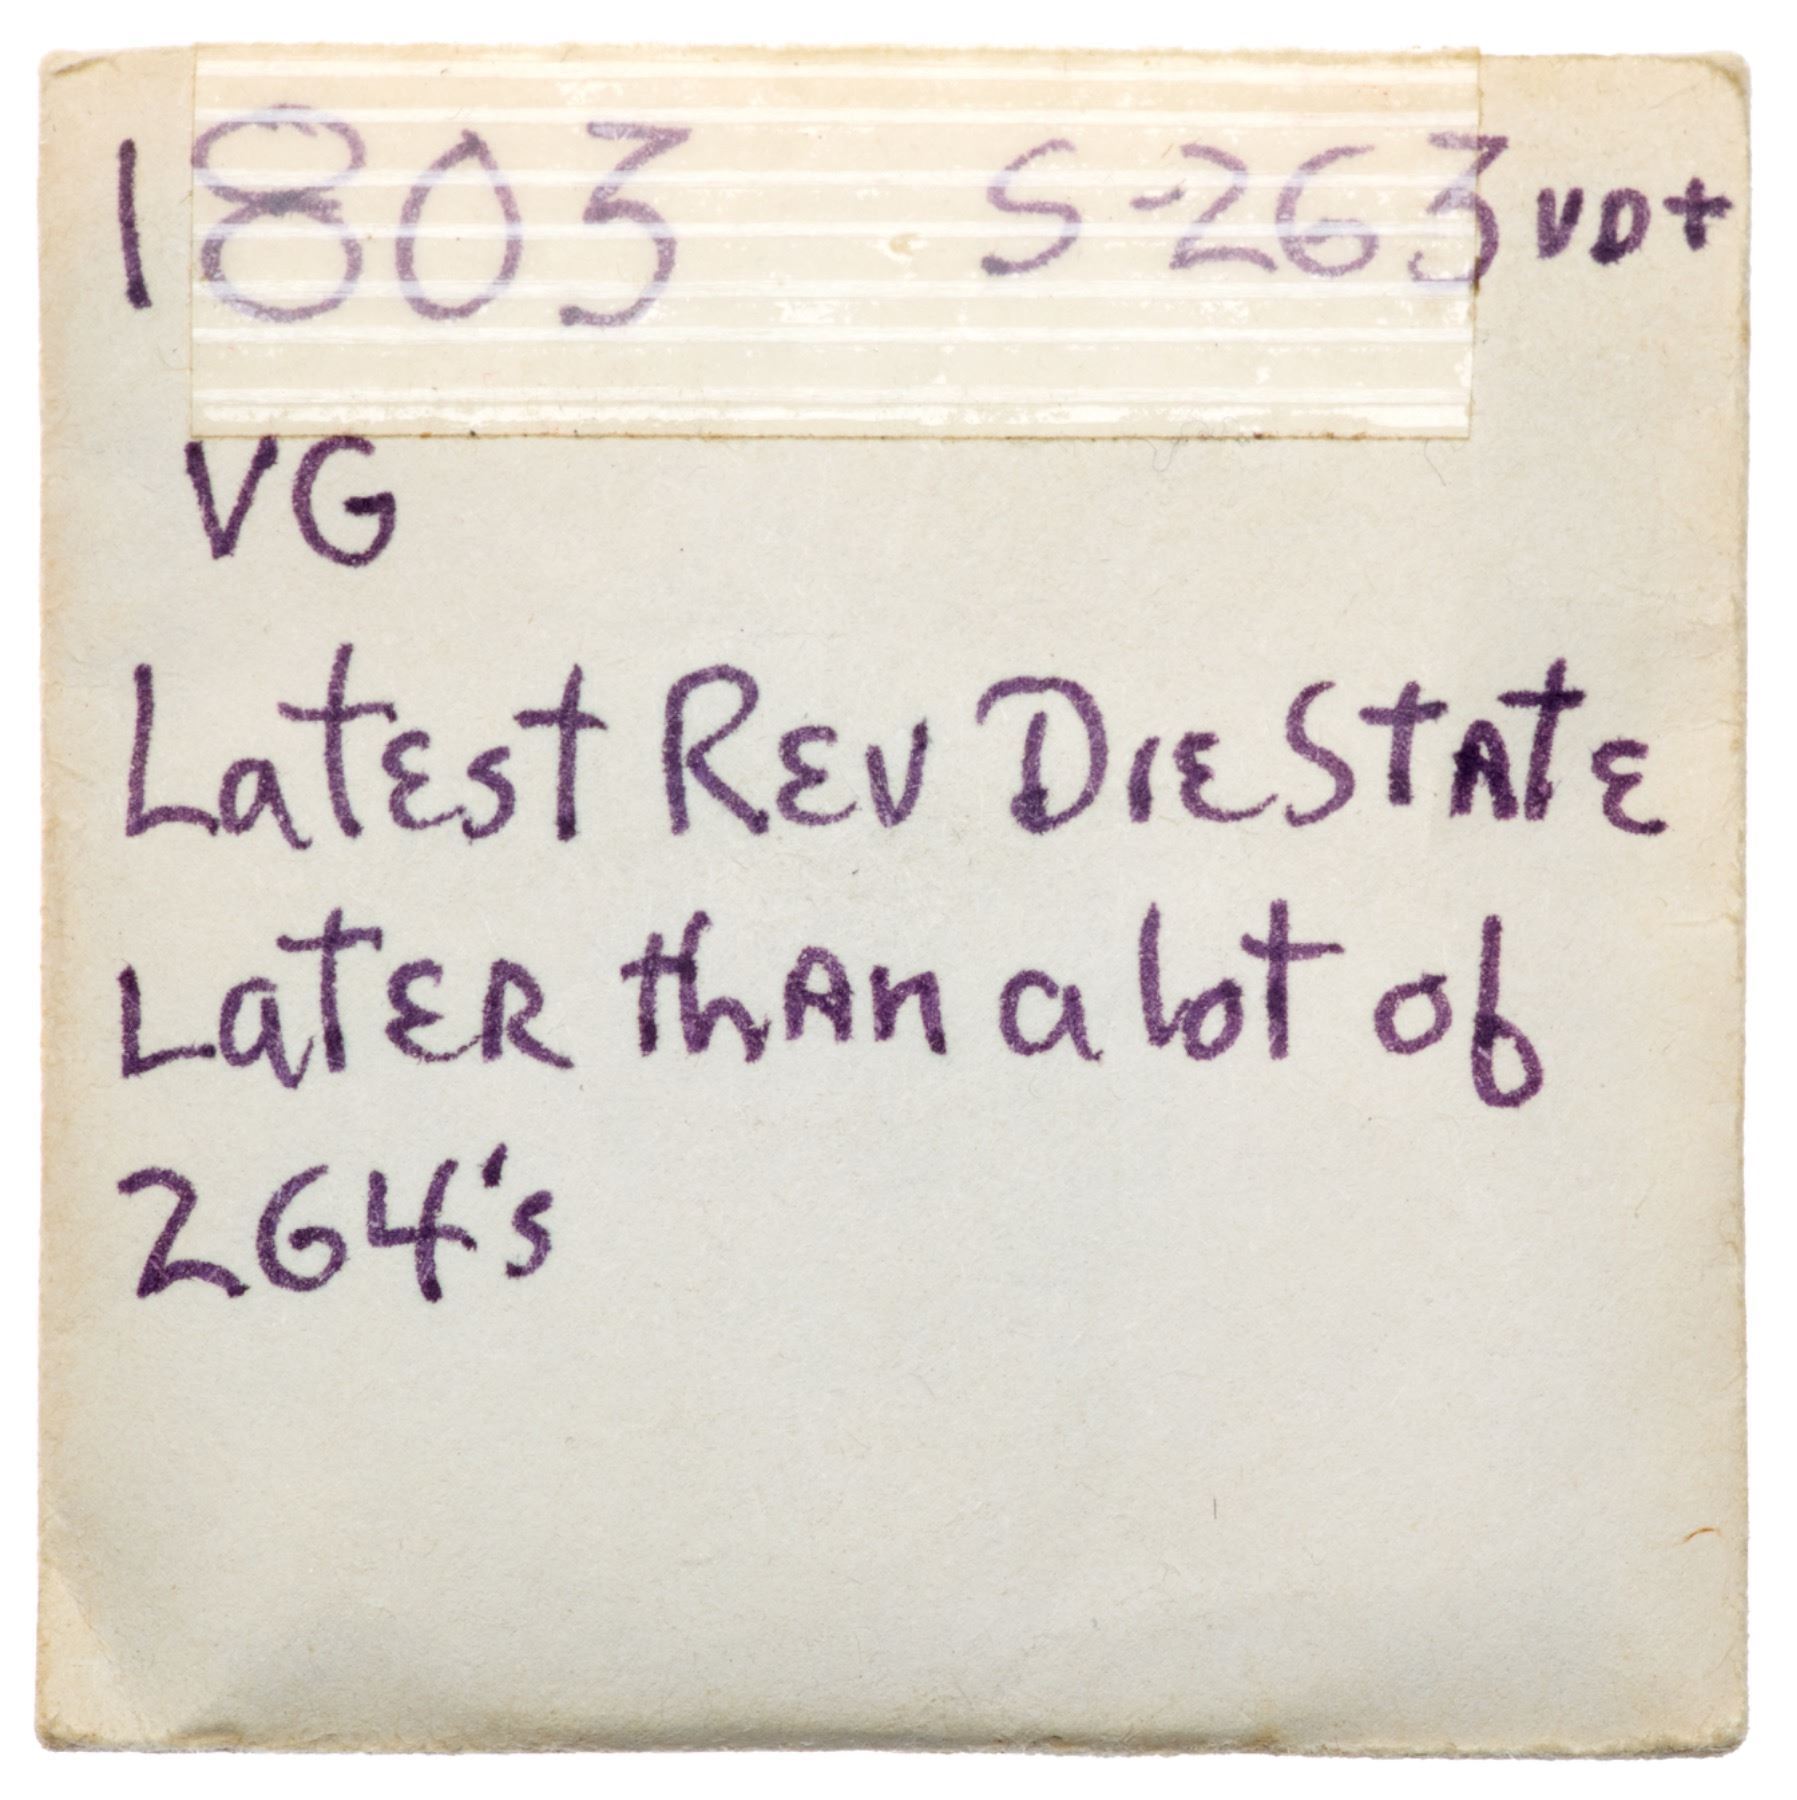 1803 S-263 VD+
VG
Latest Rev Die State
Later than a lot of
264's